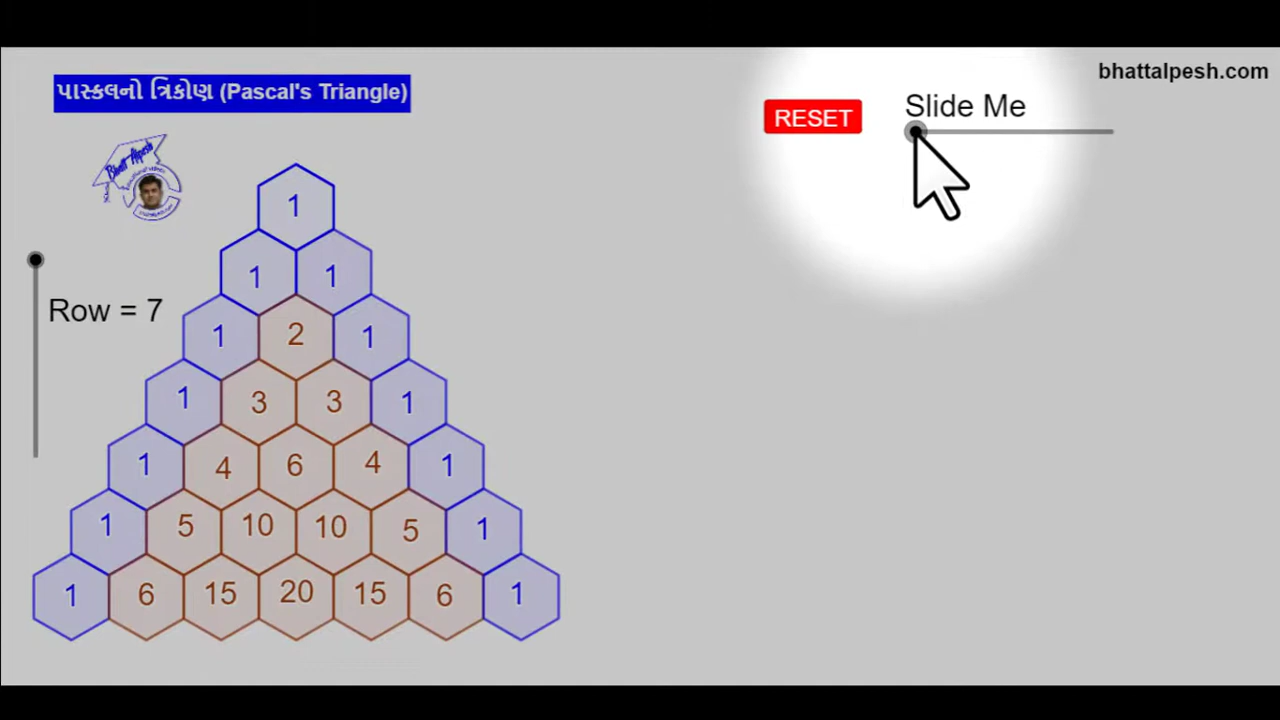 પાસ્કલનો ત્રિકોણ (Pascal's Triangle)
bhattalpesh.com
RESET
Slide Me
Bhatt Alpesh
Row = 7
1
1 1
1 2 1
1 3 3 1
1 4 6 4 1
1 5 10 10 5 1
1 6 15 20 15 6 1